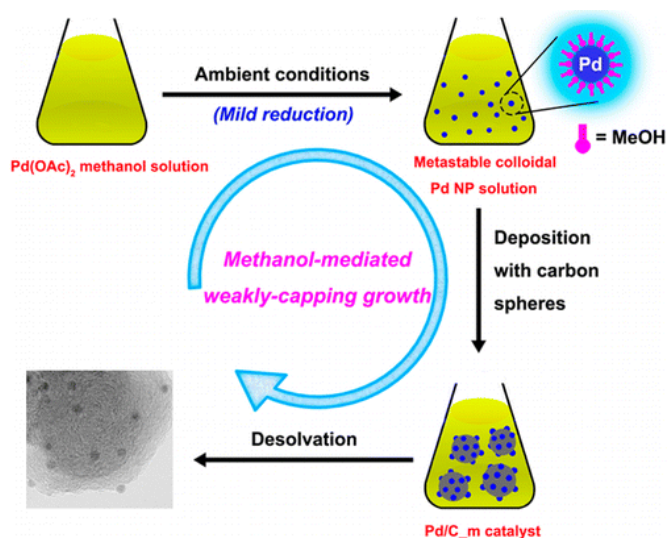 Ambient conditions
(Mild reduction)
Pd
= MeOH
Pd(OAc)₂ methanol solution
Metastable colloidal
Pd NP solution
Methanol-mediated
weakly-capping growth
Deposition
with carbon
spheres
Desolvation
Pd/C_m catalyst